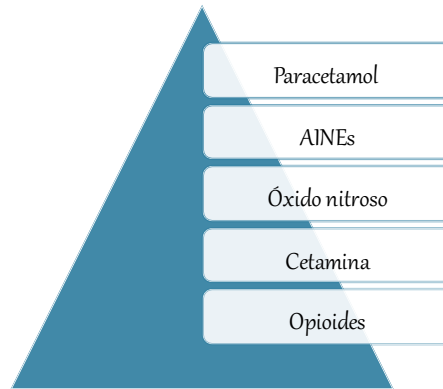 Paracetamol
AINEs
Óxido nitroso
Cetamina
Opioides